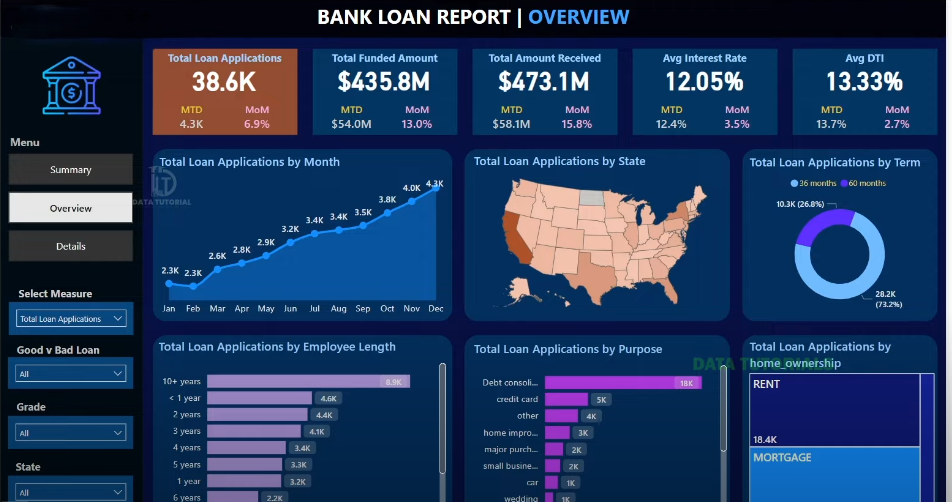 BANK LOAN REPORT | OVERVIEW
Total Loan Applications
38.6K
MTD MoM
4.3K 6.9%
Total Funded Amount
$435.8M
MTD MoM
$54.0M 13.0%
Total Amount Received
$473.1M
MTD MoM
$58.1M 15.8%
Avg Interest Rate
12.05%
MTD MoM
12.4% 3.5%
Avg DTI
13.33%
MTD MoM
13.7% 2.7%
Menu
Summary
Overview
Details
Select Measure
Total Loan Applications
Good v Bad Loan
All
Grade
All
State
All
DATA TUTORIAL
Total Loan Applications by Month
2.3K 2.3K 2.6K 2.8K 2.9K 3.2K 3.4K 3.4K 3.5K 3.8K 4.0K 4.3K
Jan Feb Mar Apr May Jun Jul Aug Sep Oct Nov Dec
Total Loan Applications by State
Total Loan Applications by Term
36 months 60 months
10.3K (26.8%)
28.2K
(73.2%)
Total Loan Applications by Employee Length
10+ years 8.9K
< 1 year 4.6K
2 years 4.4K
3 years 4.1K
4 years 3.4K
5 years 3.3K
1 year 3.2K
6 years 2.2K
Total Loan Applications by Purpose
Debt consoli... 18K
credit card 5K
other 4K
home impro... 3K
major purch... 2K
small busine... 2K
car 1K
wedding 1K
Total Loan Applications by
home_ownership
RENT
18.4K
MORTGAGE